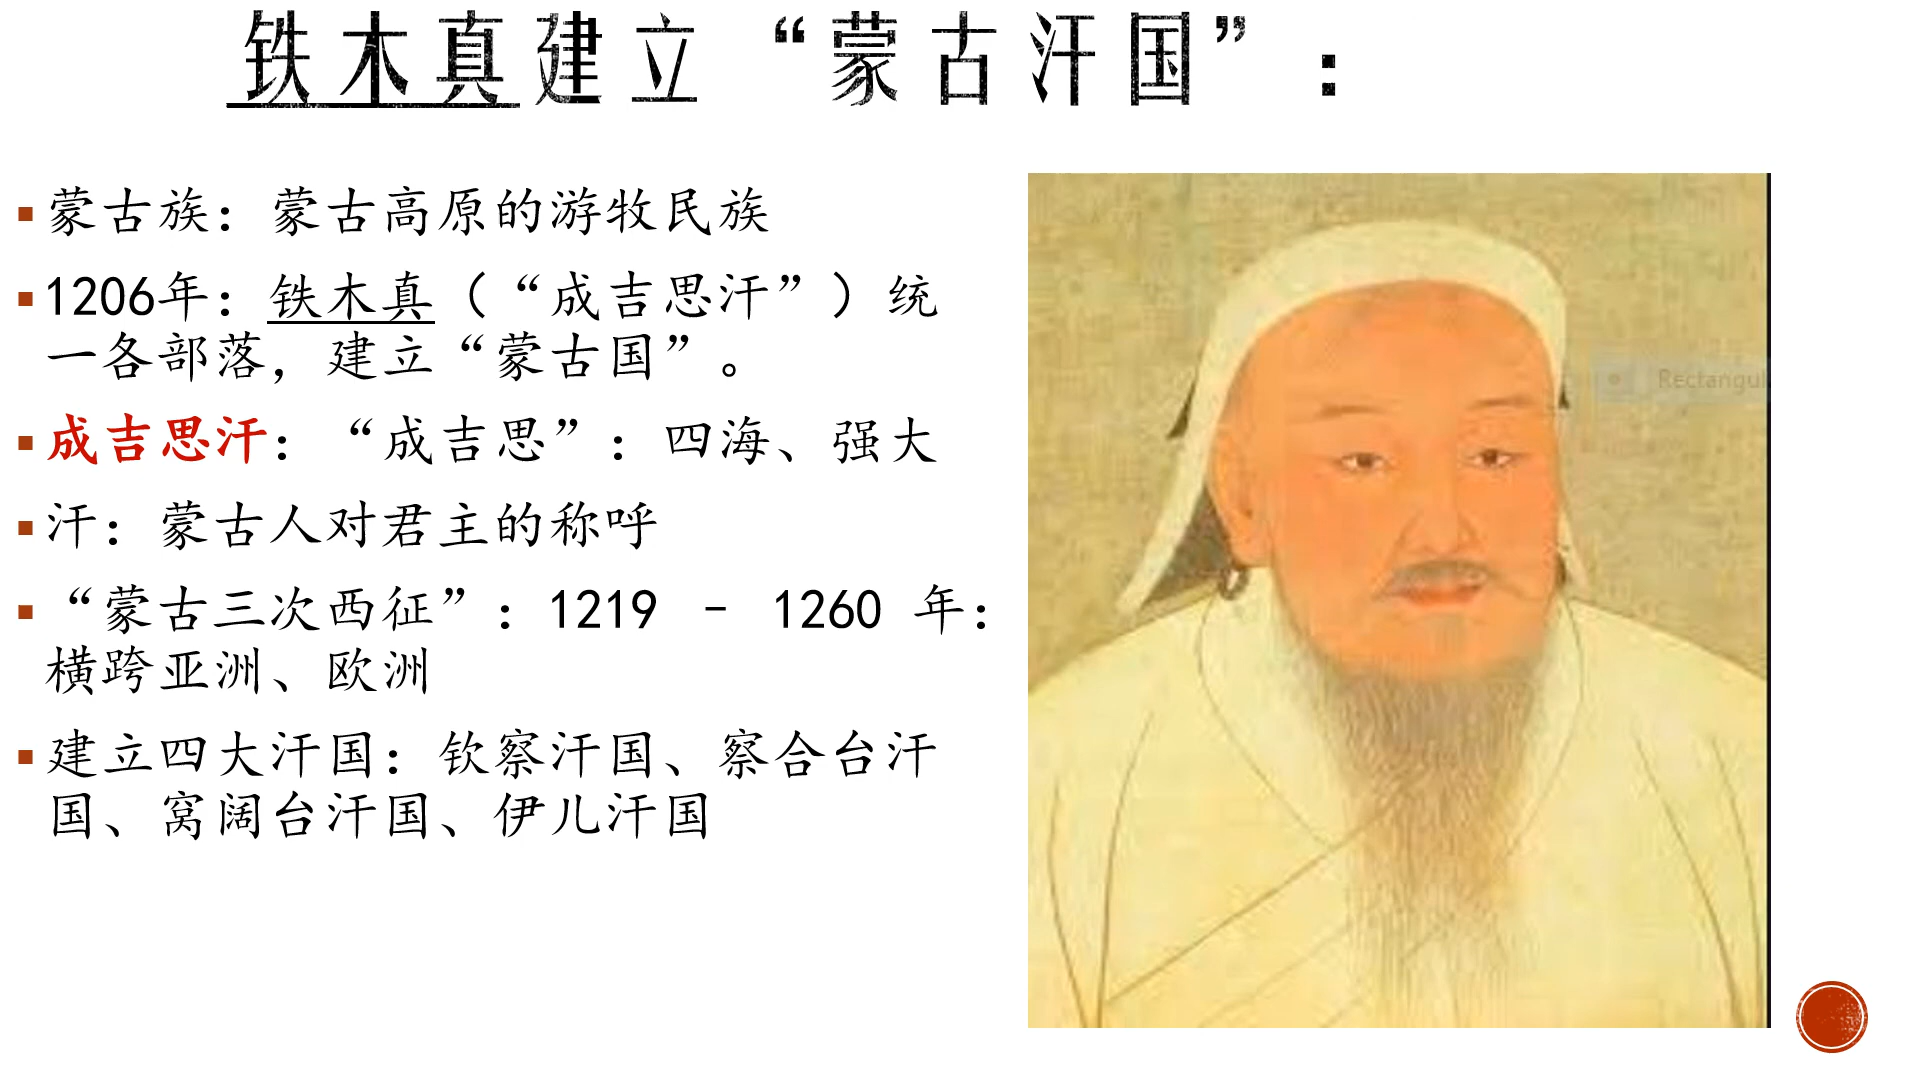 铁木真建立“蒙古汗国”：
蒙古族：蒙古高原的游牧民族
1206年：铁木真（“成吉思汗”）统
一各部落，建立“蒙古国”。
成吉思汗：“成吉思”：四海、强大
汗：蒙古人对君主的称呼
“蒙古三次西征”：1219 – 1260 年：
横跨亚洲、欧洲
建立四大汗国：钦察汗国、察合台汗
国、窝阔台汗国、伊儿汗国
Rectangul